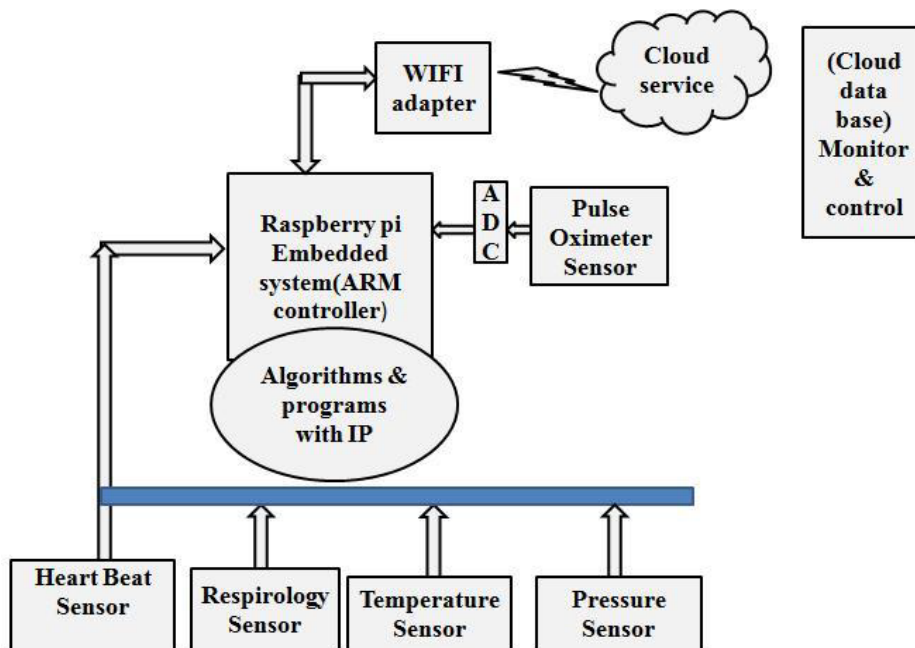 WIFI
adapter
Cloud
service
(Cloud
data
base)
Monitor
&
control
Raspberry pi
Embedded
system(ARM
controller)
A
D
C
Pulse
Oximeter
Sensor
Algorithms &
programs
with IP
Heart Beat
Sensor
Respirology
Sensor
Temperature
Sensor
Pressure
Sensor